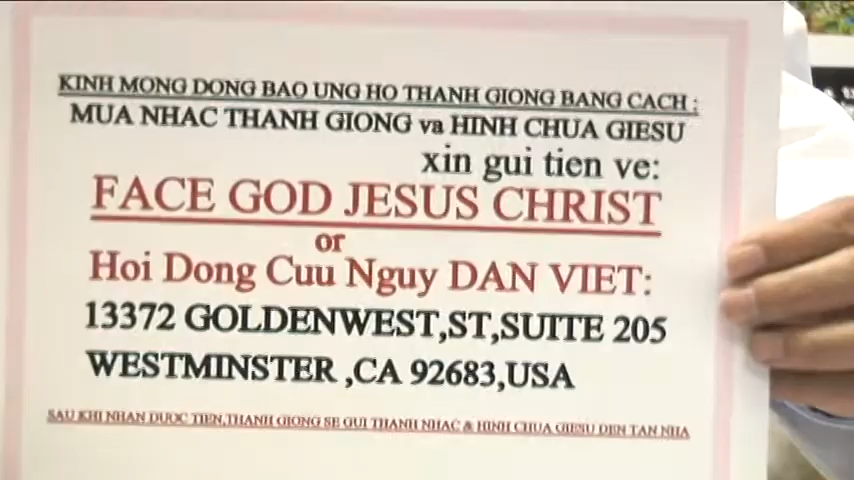 KINH MONG DONG BAO UNG HO THANH GIONG BANG CACH :
MUA NHAC THANH GIONG va HINH CHUA GIESU
xin gui tien ve:
FACE GOD JESUS CHRIST
or
Hoi Dong Cuu Nguy DAN VIET:
13372 GOLDENWEST,ST,SUITE 205
WESTMINSTER ,CA 92683,USA
SAU KHI NHAN DUOC TIEN,THANH GIONG SE GUI THANH NHAC & HINH CHUA GIESU DEN TAN NHA